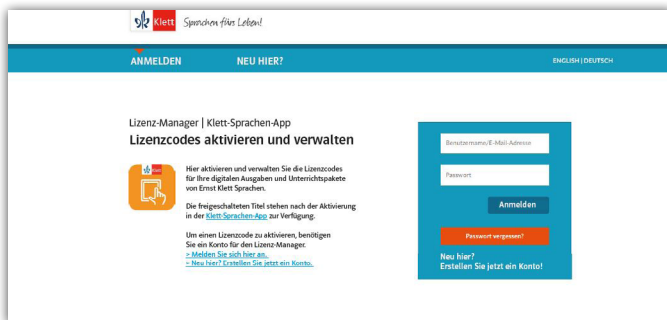 Klett Sprachen fürs Leben!
ANMELDEN NEU HIER? ENGLISH | DEUTSCH
Lizenz-Manager | Klett-Sprachen-App
Lizenzcodes aktivieren und verwalten
Klett
Hier aktivieren und verwalten Sie die Lizenzcodes
für Ihre digitalen Ausgaben und Unterrichtspakete
von Ernst Klett Sprachen.
Die freigeschalteten Titel stehen nach der Aktivierung
in der Klett-Sprachen-App zur Verfügung.
Um einen Lizenzcode zu aktivieren, benötigen
Sie ein Konto für den Lizenz-Manager.
> Melden Sie sich hier an.
> Neu hier? Erstellen Sie jetzt ein Konto.
Benutzername/E-Mail-Adresse
Passwort
Anmelden
Passwort vergessen?
Neu hier?
Erstellen Sie jetzt ein Konto!